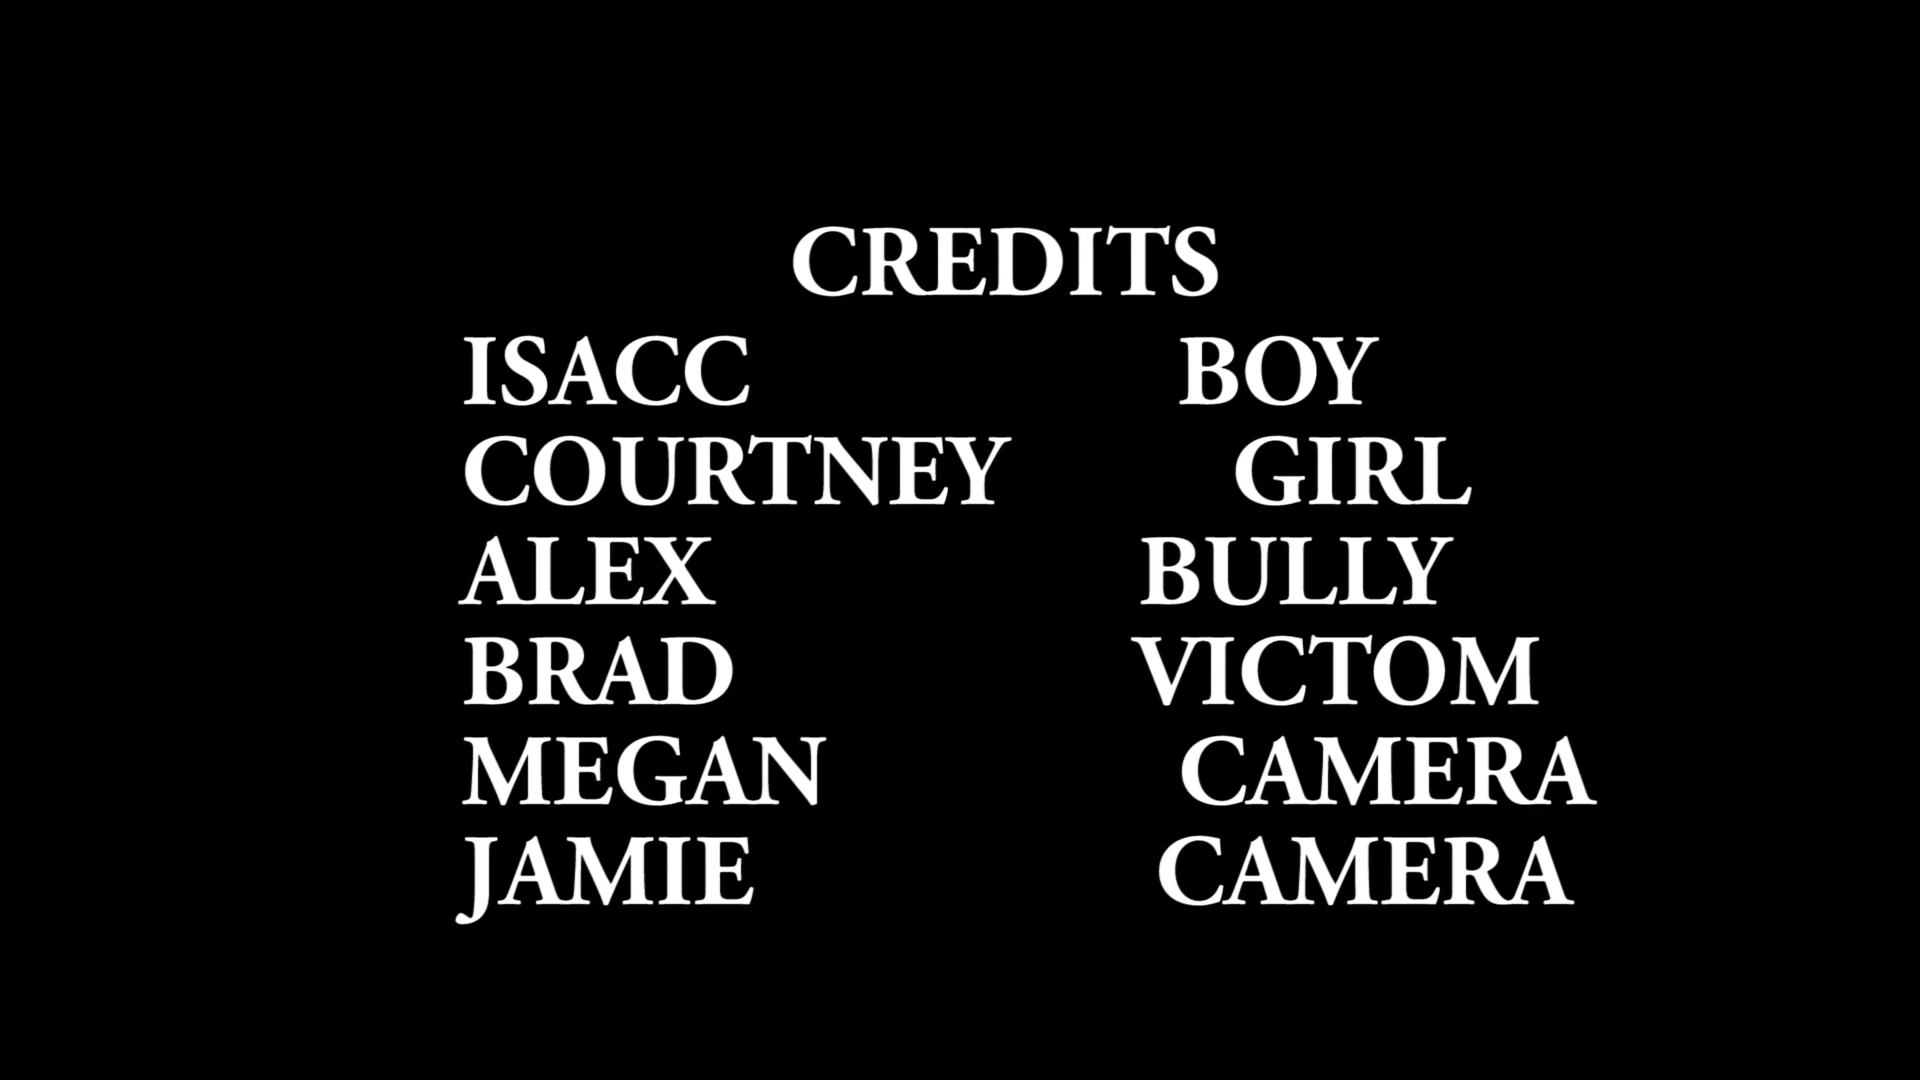 CREDITS
ISACC BOY
COURTNEY GIRL
ALEX BULLY
BRAD VICTOM
MEGAN CAMERA
JAMIE CAMERA